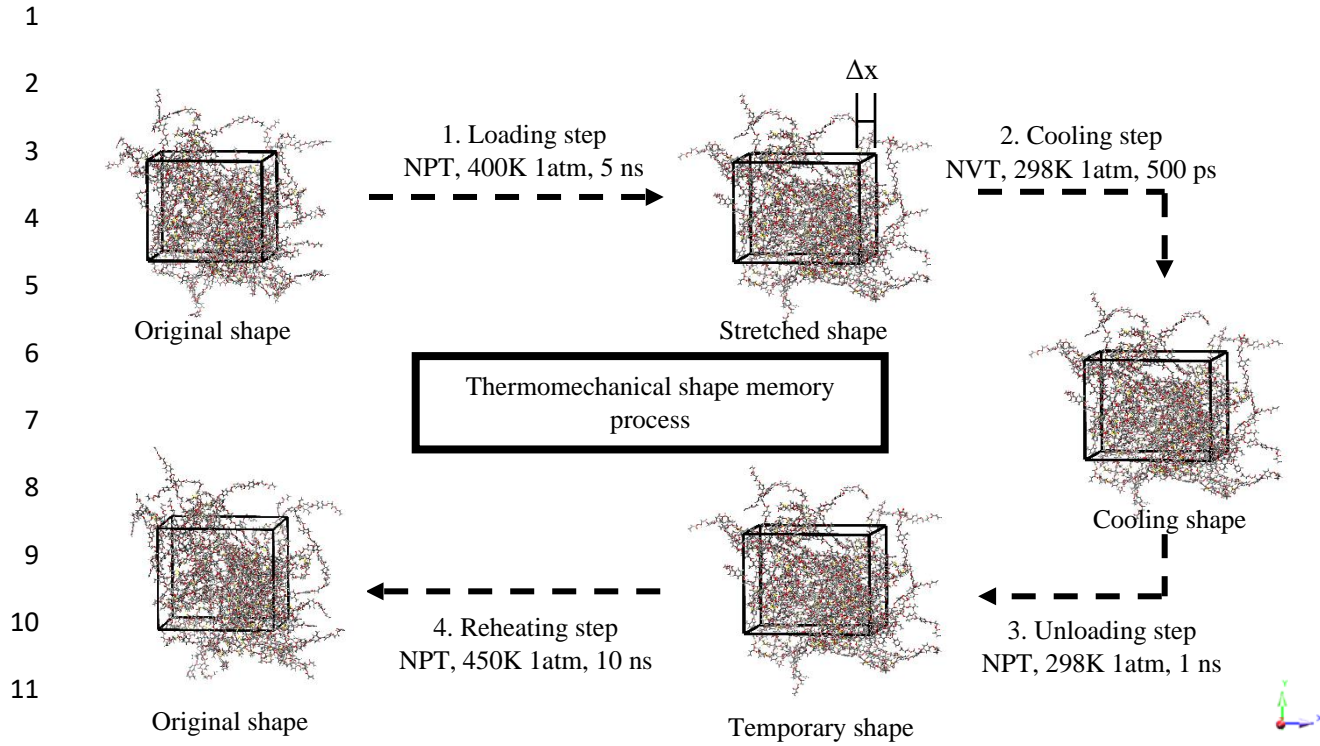 1
2
3
4
5
6
7
8
9
10
11
Δx
1. Loading step
NPT, 400K 1atm, 5 ns
2. Cooling step
NVT, 298K 1atm, 500 ps
Original shape
Stretched shape
Thermomechanical shape memory
process
Cooling shape
4. Reheating step
NPT, 450K 1atm, 10 ns
3. Unloading step
NPT, 298K 1atm, 1 ns
Original shape
Temporary shape
Y
X